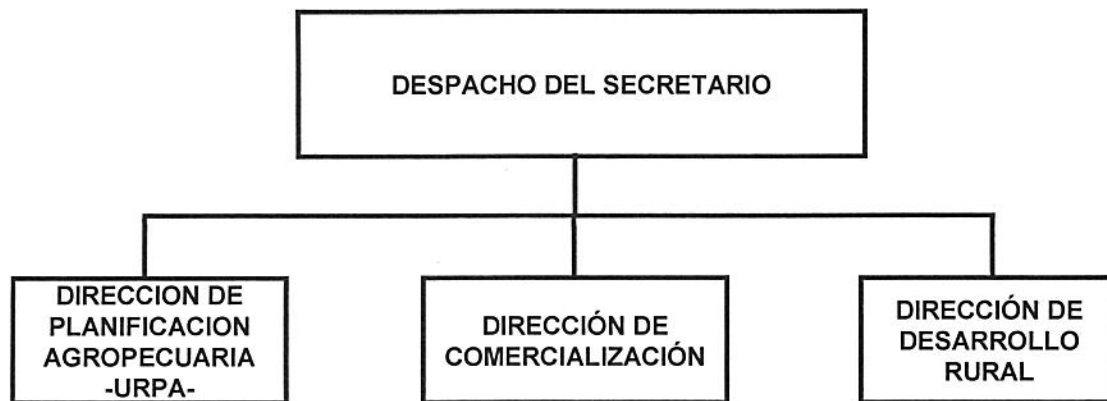 DESPACHO DEL SECRETARIO
DIRECCION DE
PLANIFICACION
AGROPECUARIA
-URPA-
DIRECCIÓN DE
COMERCIALIZACIÓN
DIRECCIÓN DE
DESARROLLO
RURAL